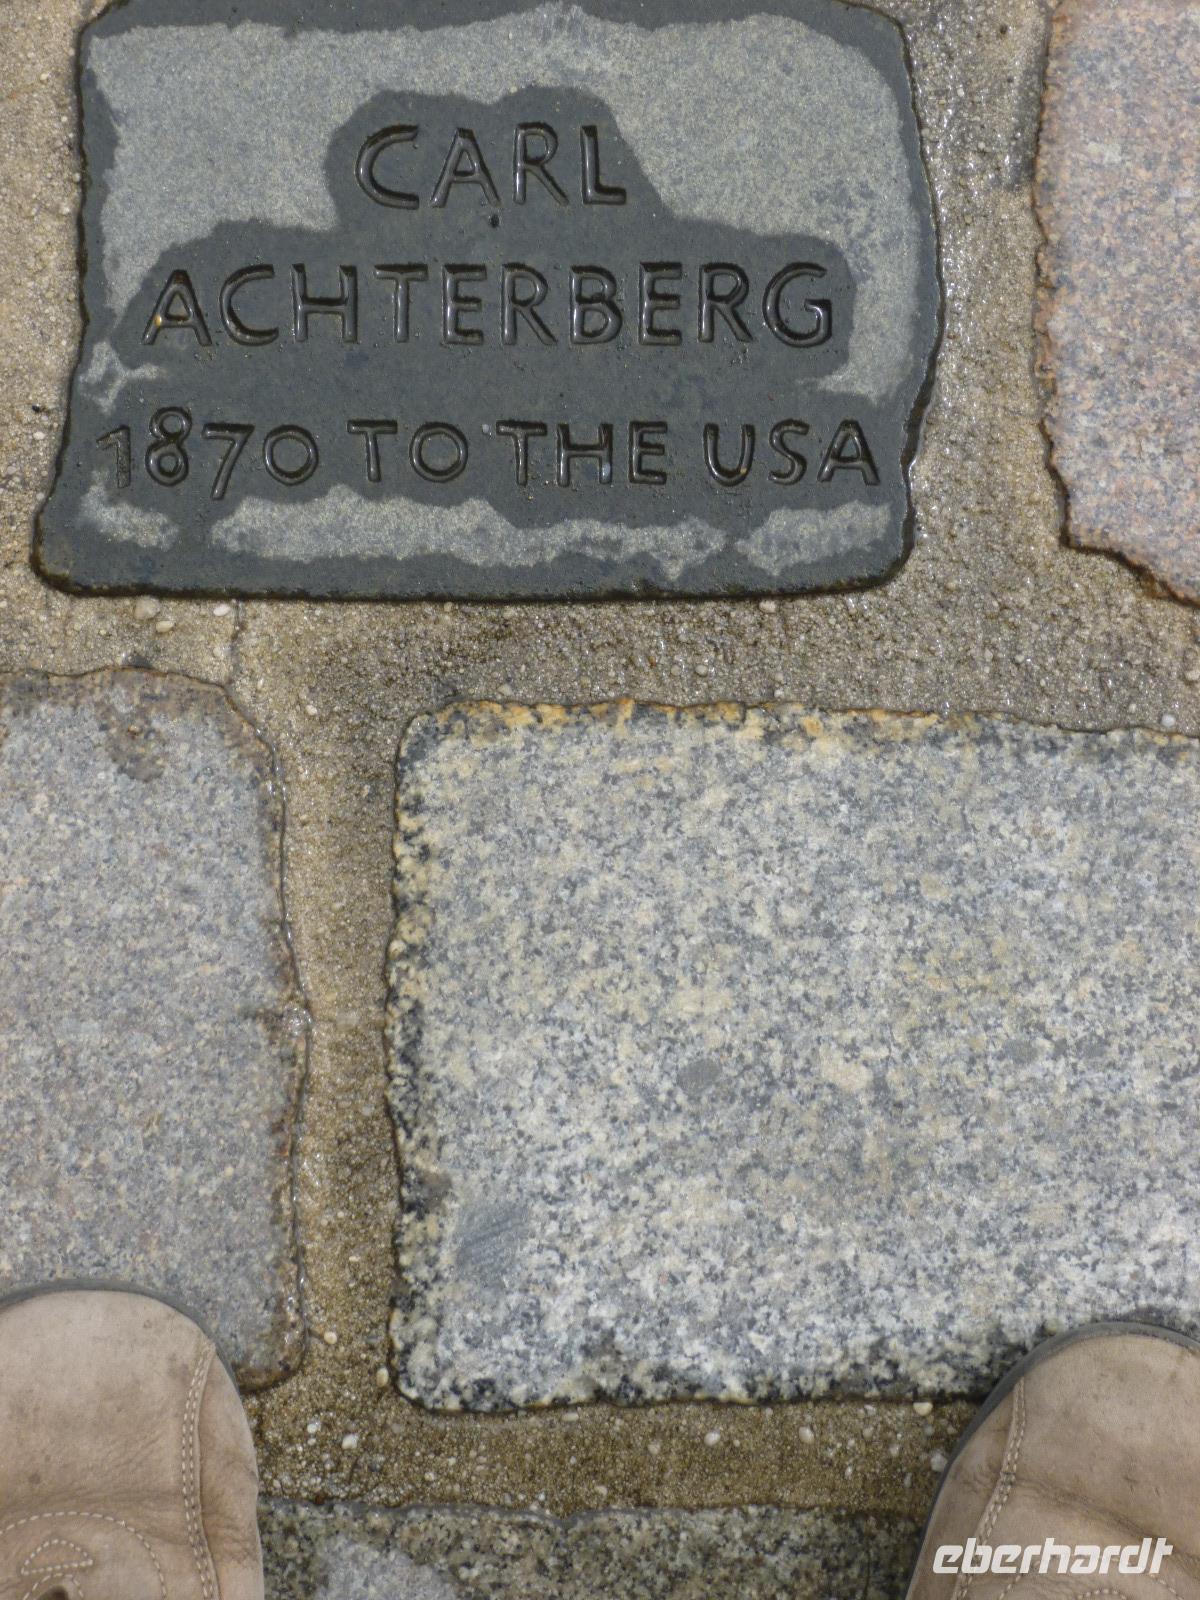 CARL
ACHTERBERG
1870 TO THE USA
eberhardt